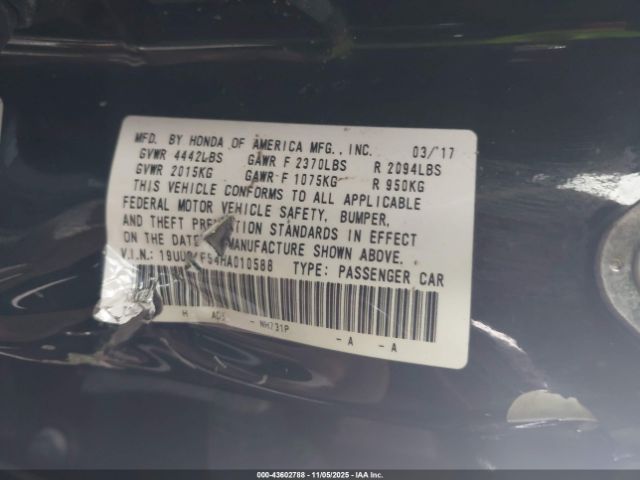 MFD. BY HONDA OF AMERICA MFG., INC. 03/'17
GVWR 4442LBS GAWR F 2370LBS R 2094LBS
GVWR 2015KG GAWR F 1075KG R 950KG
THIS VEHICLE CONFORMS TO ALL APPLICABLE
FEDERAL MOTOR VEHICLE SAFETY, BUMPER,
AND THEFT STANDARDS IN EFFECT
ON THE DATE MANUFACTURE SHOWN ABOVE.
V.I.N.: TYPE: PASSENGER CAR
H - NH731P - A - A
000-43602788 - 11/05/2025 - IAA Inc.